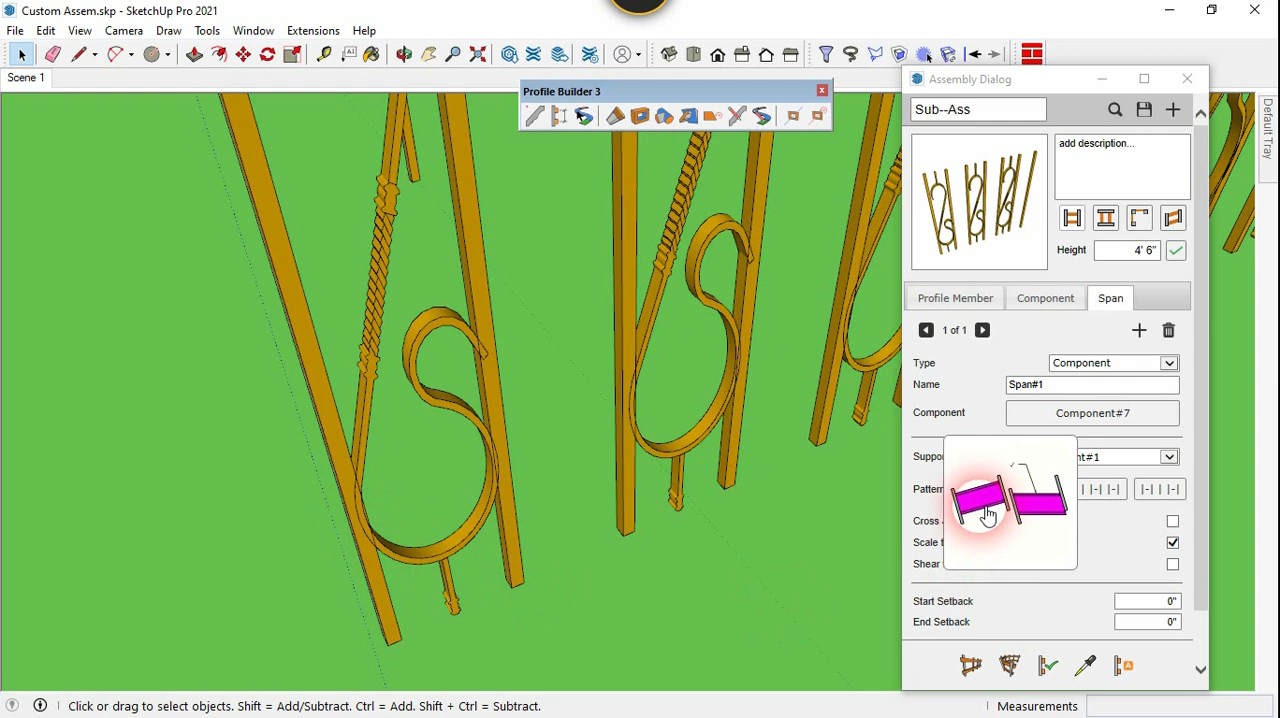 Custom Assem.skp - SketchUp Pro 2021
File Edit View Camera Draw Tools Window Extensions Help
Scene 1
Profile Builder 3
Assembly Dialog
Sub--Ass
add description...
Height 4' 6"
Profile Member Component Span
1 of 1
Type Component
Name Span#1
Component Component#7
Suppo nt#1
Pattern
Cross
Scale t
Shear
Start Setback 0"
End Setback 0"
Default Tray
Click or drag to select objects. Shift = Add/Subtract. Ctrl = Add. Shift + Ctrl = Subtract. Measurements